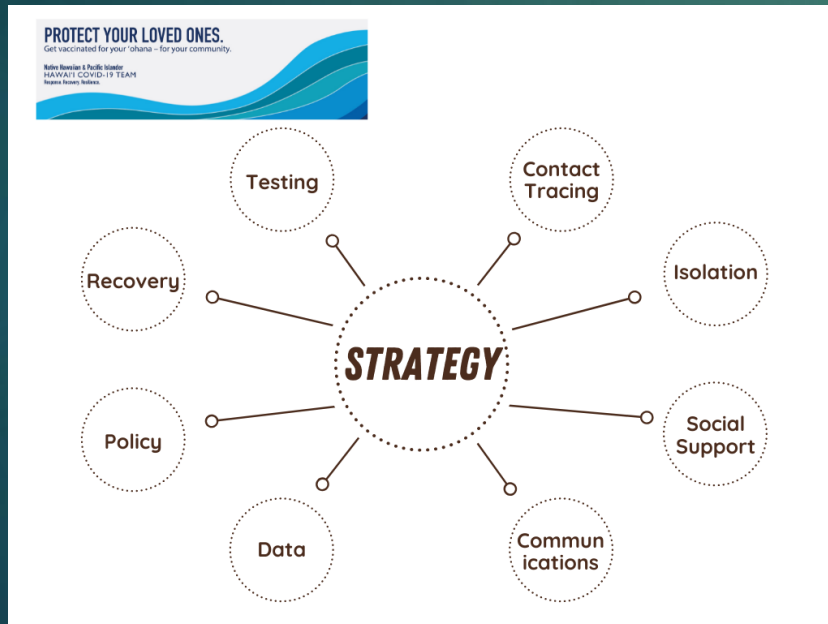 PROTECT YOUR LOVED ONES.
Get vaccinated for your ‘ohana – for your community.
Native Hawaiian & Pacific Islander
HAWAI‘I COVID-19 TEAM
Response. Recovery. Resilience.
Testing
Contact
Tracing
Recovery
Isolation
STRATEGY
Policy
Social
Support
Data
Commun
ications